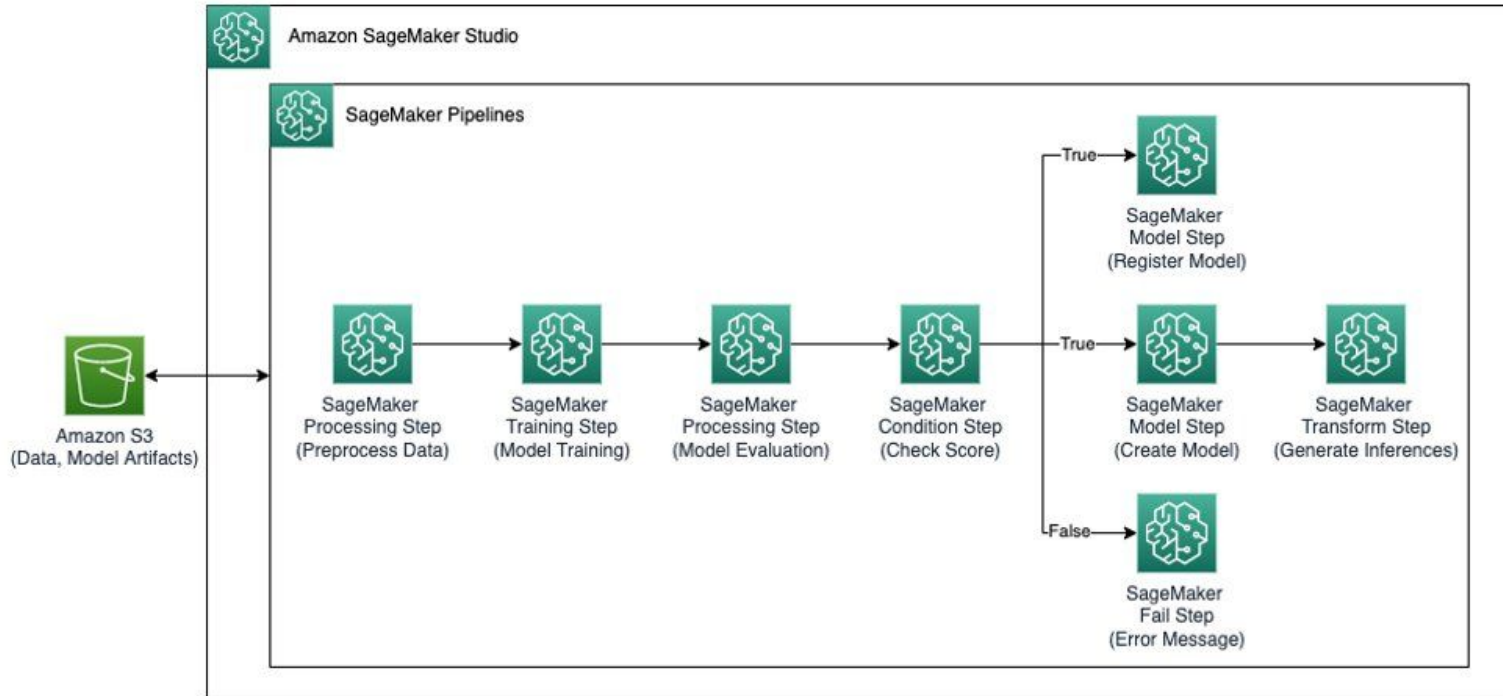 Amazon SageMaker Studio
SageMaker Pipelines
Amazon S3
(Data, Model Artifacts)
SageMaker
Processing Step
(Preprocess Data)
SageMaker
Training Step
(Model Training)
SageMaker
Processing Step
(Model Evaluation)
SageMaker
Condition Step
(Check Score)
True
SageMaker
Model Step
(Register Model)
True
SageMaker
Model Step
(Create Model)
SageMaker
Transform Step
(Generate Inferences)
False
SageMaker
Fail Step
(Error Message)